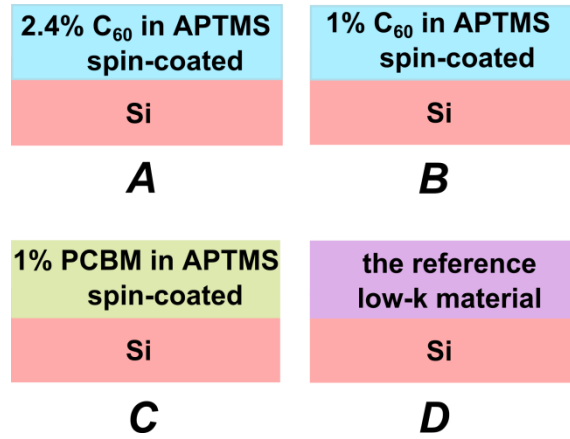 2.4% C₆₀ in APTMS
spin-coated
Si
A
1% C₆₀ in APTMS
spin-coated
Si
B
1% PCBM in APTMS
spin-coated
Si
C
the reference
low-k material
Si
D